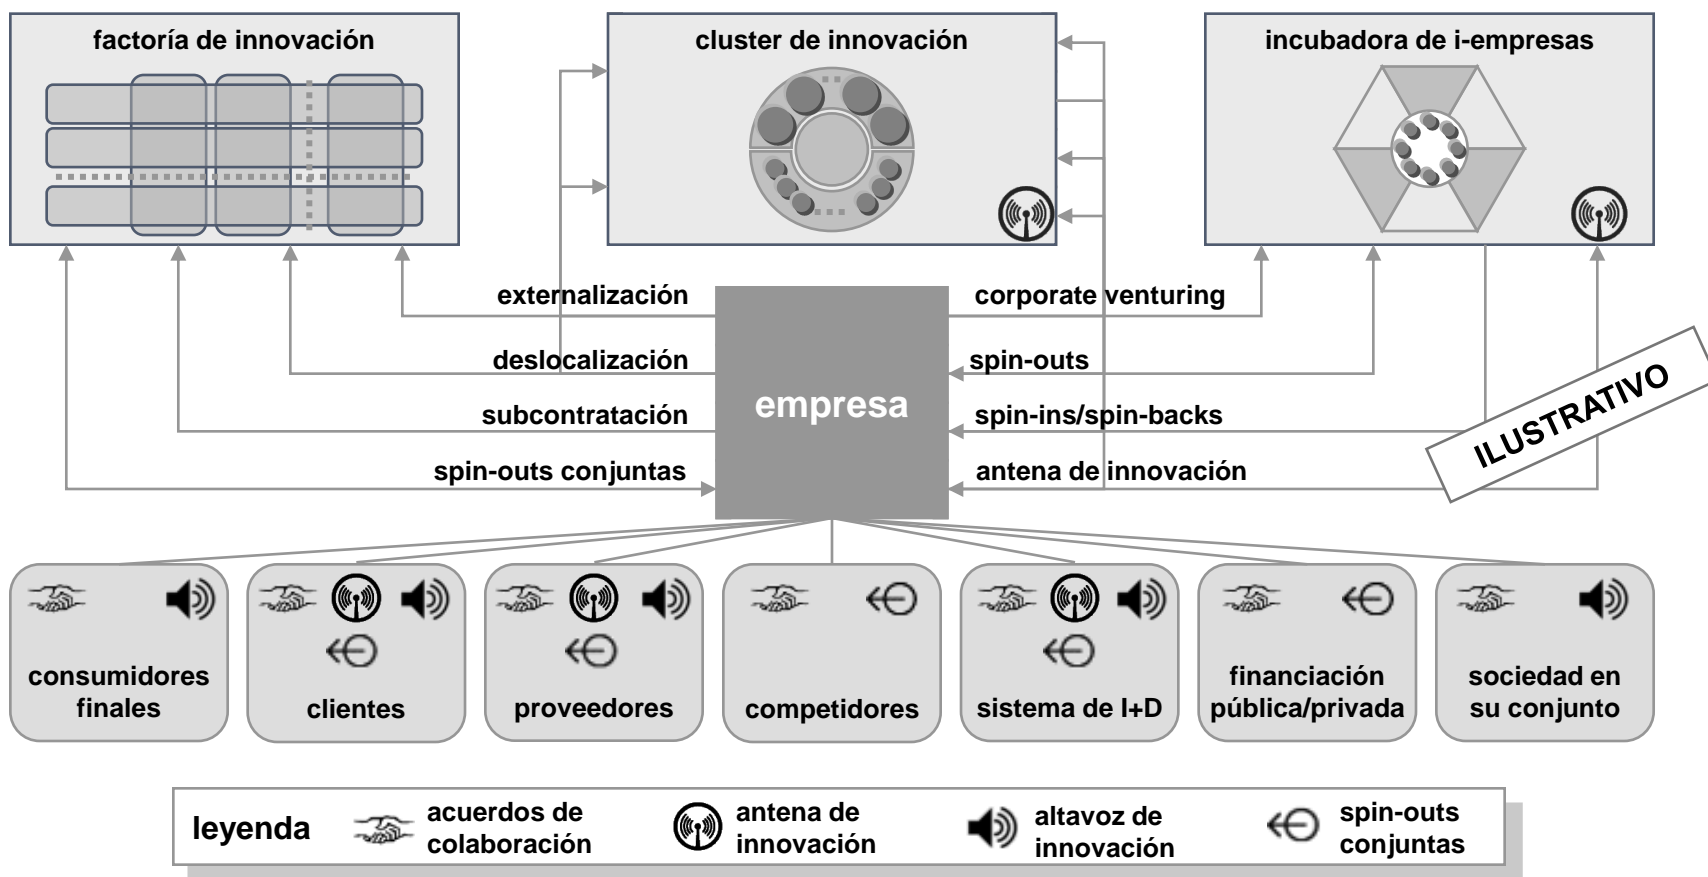 factoría de innovación
cluster de innovación
incubadora de i-empresas
externalización
corporate venturing
deslocalización
spin-outs
empresa
subcontratación
spin-ins/spin-backs
spin-outs conjuntas
antena de innovación
ILUSTRATIVO
consumidores
finales
clientes
proveedores
competidores
sistema de I+D
financiación
pública/privada
sociedad en
su conjunto
leyenda
acuerdos de
colaboración
antena de
innovación
altavoz de
innovación
spin-outs
conjuntas